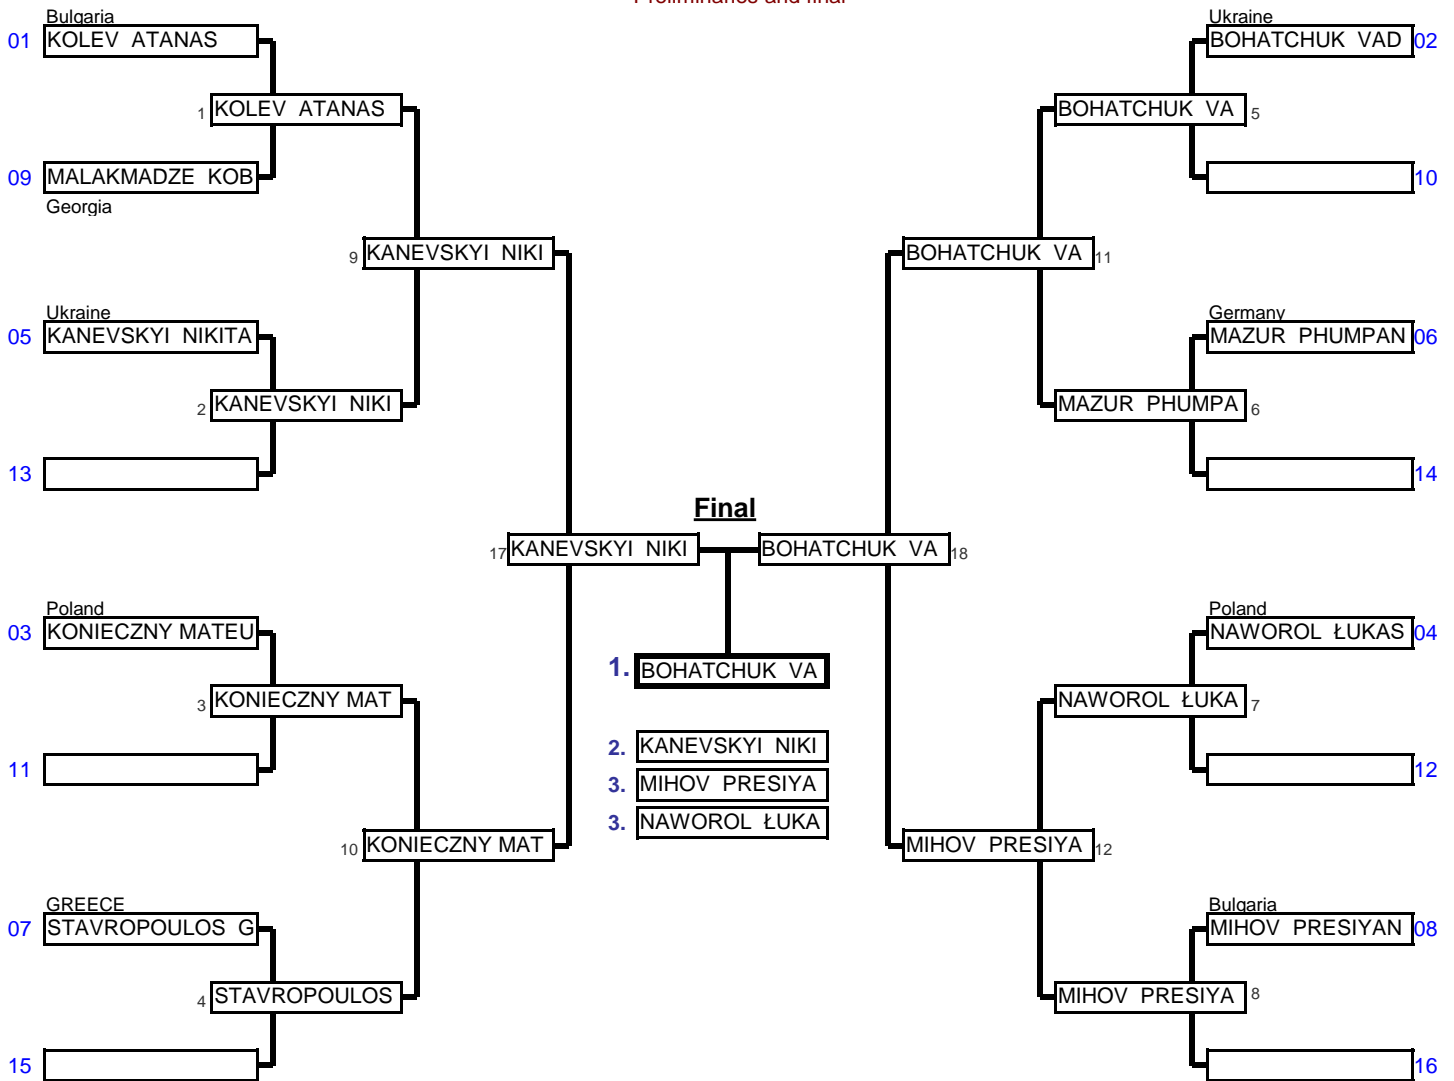 Preliminaries and final
Bulgaria
01 KOLEV ATANAS
1 KOLEV ATANAS
09 MALAKMADZE KOB
Georgia
9 KANEVSKYI NIKI
Ukraine
05 KANEVSKYI NIKITA
2 KANEVSKYI NIKI
13
17 KANEVSKYI NIKI
Poland
03 KONIECZNY MATEU
3 KONIECZNY MAT
11
10 KONIECZNY MAT
GREECE
07 STAVROPOULOS G
4 STAVROPOULOS
15
Final
1. BOHATCHUK VA
2. KANEVSKYI NIKI
3. MIHOV PRESIYA
3. NAWOROL ŁUKA
Ukraine
BOHATCHUK VAD 02
BOHATCHUK VA 5
10
BOHATCHUK VA 11
Germany
MAZUR PHUMPAN 06
MAZUR PHUMPA 6
14
BOHATCHUK VA 18
Poland
NAWOROL ŁUKAS 04
NAWOROL ŁUKA 7
12
MIHOV PRESIYA 12
Bulgaria
MIHOV PRESIYAN 08
MIHOV PRESIYA 8
16